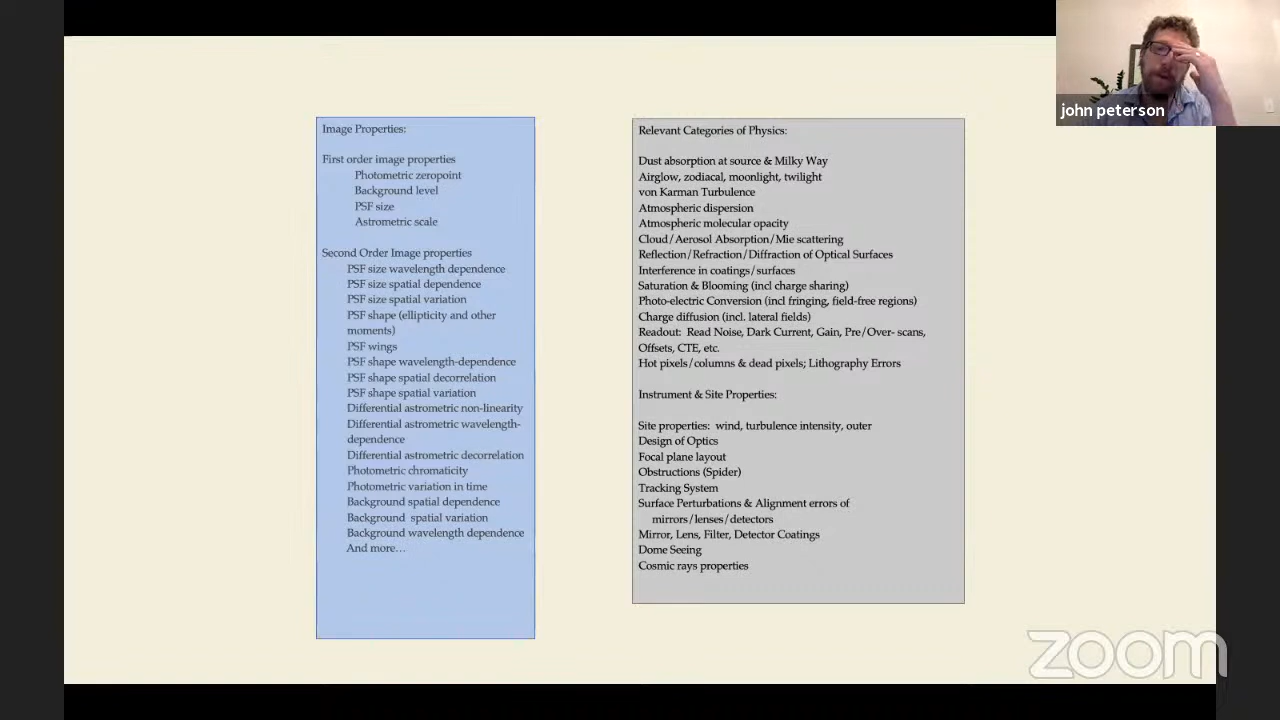 john peterson
Image Properties:
First order image properties
Photometric zeropoint
Background level
PSF size
Astrometric scale
Second Order Image properties
PSF size wavelength dependence
PSF size spatial dependence
PSF size spatial variation
PSF shape (ellipticity and other
moments)
PSF wings
PSF shape wavelength-dependence
PSF shape spatial decorrelation
PSF shape spatial variation
Differential astrometric non-linearity
Differential astrometric wavelength-
dependence
Differential astrometric decorrelation
Photometric chromaticity
Photometric variation in time
Background spatial dependence
Background spatial variation
Background wavelength dependence
And more…
Relevant Categories of Physics:
Dust absorption at source & Milky Way
Airglow, zodiacal, moonlight, twilight
von Karman Turbulence
Atmospheric dispersion
Atmospheric molecular opacity
Cloud/Aerosol Absorption/Mie scattering
Reflection/Refraction/Diffraction of Optical Surfaces
Interference in coatings/surfaces
Saturation & Blooming (incl charge sharing)
Photo-electric Conversion (incl fringing, field-free regions)
Charge diffusion (incl. lateral fields)
Readout: Read Noise, Dark Current, Gain, Pre/Over- scans,
Offsets, CTE, etc.
Hot pixels/columns & dead pixels; Lithography Errors
Instrument & Site Properties:
Site properties: wind, turbulence intensity, outer
Design of Optics
Focal plane layout
Obstructions (Spider)
Tracking System
Surface Perturbations & Alignment errors of
mirrors/lenses/detectors
Mirror, Lens, Filter, Detector Coatings
Dome Seeing
Cosmic rays properties
zoom